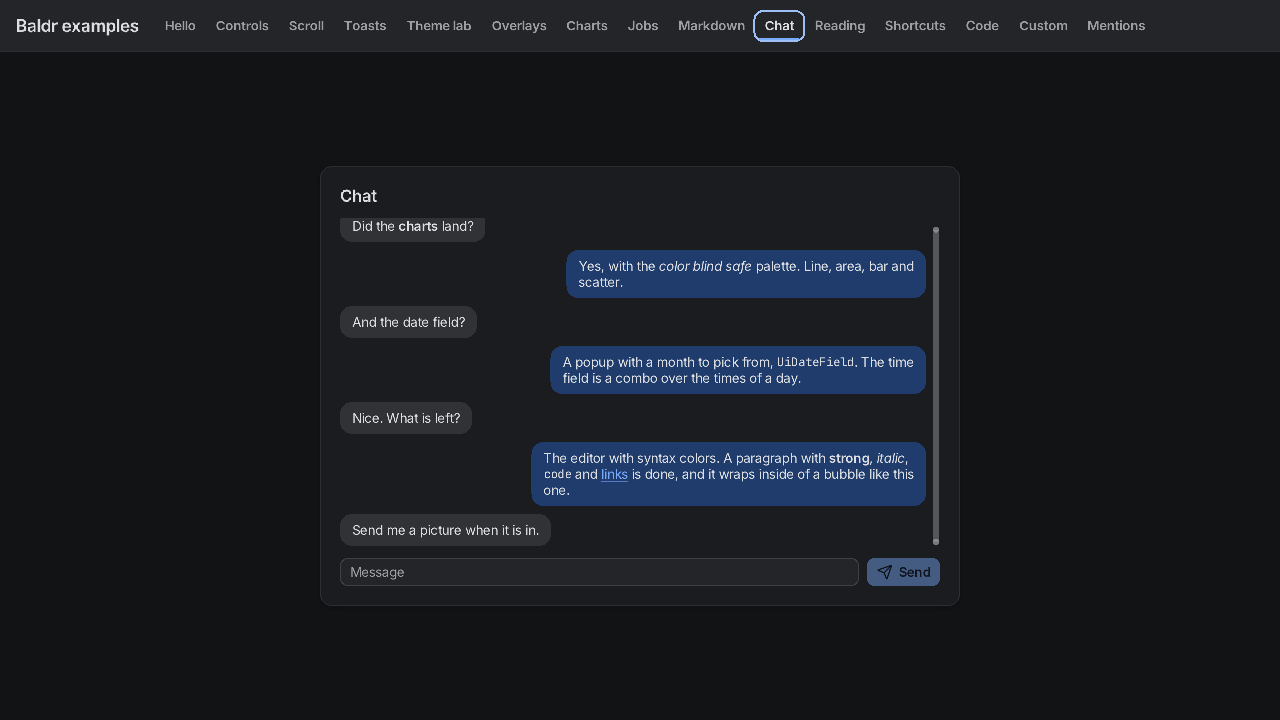 Baldr examples Hello Controls Scroll Toasts Theme lab Overlays Charts Jobs Markdown Chat Reading Shortcuts Code Custom Mentions
Chat
Did the charts land?
Yes, with the color blind safe palette. Line, area, bar and
scatter.
And the date field?
A popup with a month to pick from, UiDateField. The time
field is a combo over the times of a day.
Nice. What is left?
The editor with syntax colors. A paragraph with strong, italic,
code and links is done, and it wraps inside of a bubble like this
one.
Send me a picture when it is in.
Message Send